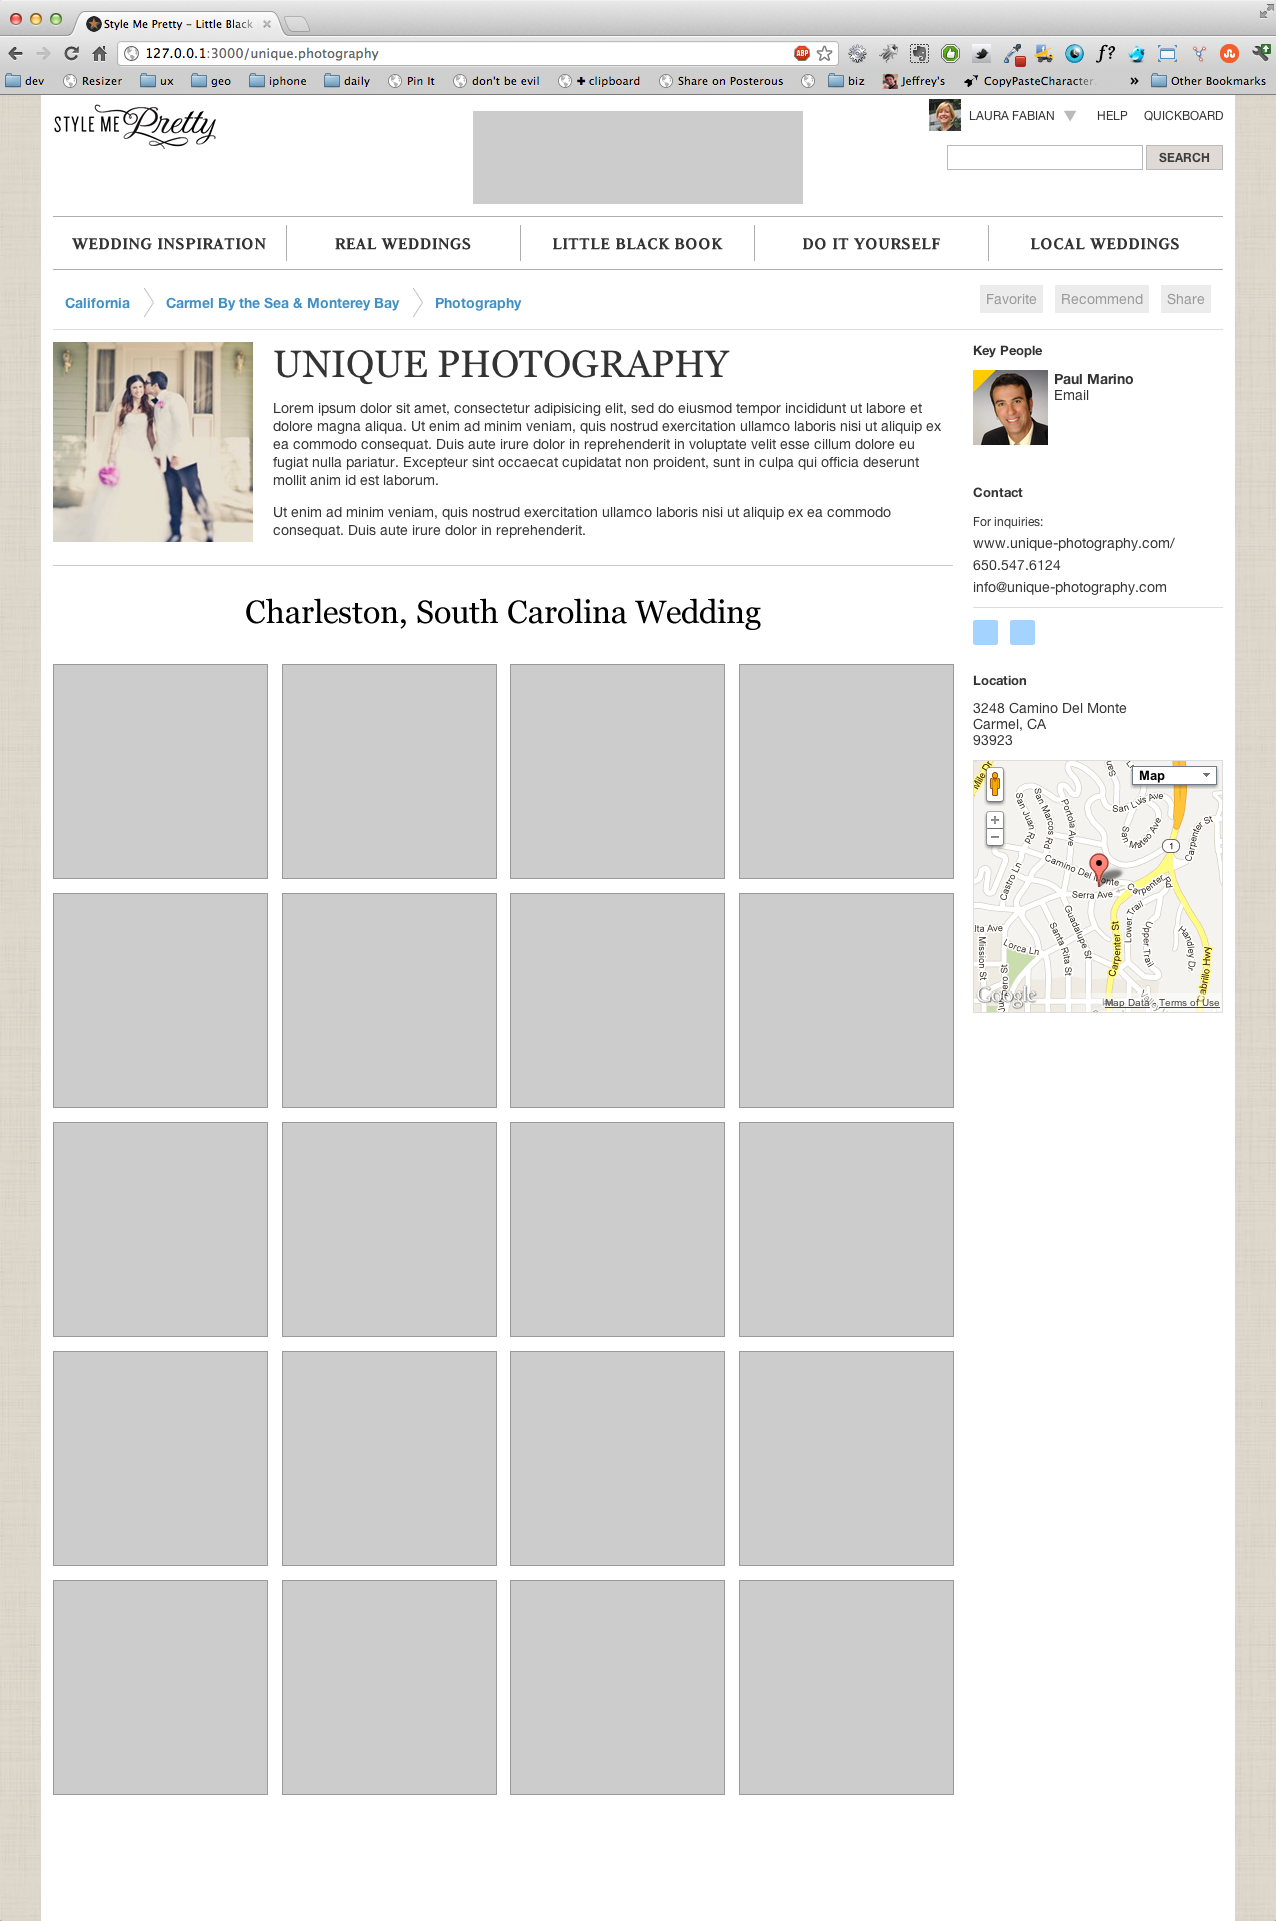 Style Me Pretty – Little Black
127.0.0.1:3000/unique.photography
dev Resizer ux geo iphone daily Pin It don't be evil + clipboard Share on Posterous biz Jeffrey's CopyPasteCharacter. » Other Bookmarks
STYLE ME Pretty
LAURA FABIAN HELP QUICKBOARD
SEARCH
WEDDING INSPIRATION REAL WEDDINGS LITTLE BLACK BOOK DO IT YOURSELF LOCAL WEDDINGS
California Carmel By the Sea & Monterey Bay Photography
Favorite Recommend Share
UNIQUE PHOTOGRAPHY
Lorem ipsum dolor sit amet, consectetur adipisicing elit, sed do eiusmod tempor incididunt ut labore et
dolore magna aliqua. Ut enim ad minim veniam, quis nostrud exercitation ullamco laboris nisi ut aliquip ex
ea commodo consequat. Duis aute irure dolor in reprehenderit in voluptate velit esse cillum dolore eu
fugiat nulla pariatur. Excepteur sint occaecat cupidatat non proident, sunt in culpa qui officia deserunt
mollit anim id est laborum.
Ut enim ad minim veniam, quis nostrud exercitation ullamco laboris nisi ut aliquip ex ea commodo
consequat. Duis aute irure dolor in reprehenderit.
Charleston, South Carolina Wedding
Key People
Paul Marino
Email
Contact
For inquiries:
www.unique-photography.com/
650.547.6124
info@unique-photography.com
Location
3248 Camino Del Monte
Carmel, CA
93923
Map
Mile Dr
San Luis Ave
San Juan Rd
San Marcos Rd
Portola Ave
San Mateo Ave
Carpenter St
1
Camino Del Monte
Castro Ln
Serra Ave
Carpenter Rd
Lower Trail
Guadalupe St
lta Ave
Santa Rita St
Upper Trail
Handley Dr
Mission St
Lorca Ln
Carpenter St
abrillo Hwy
Google
Map Data - Terms of Use